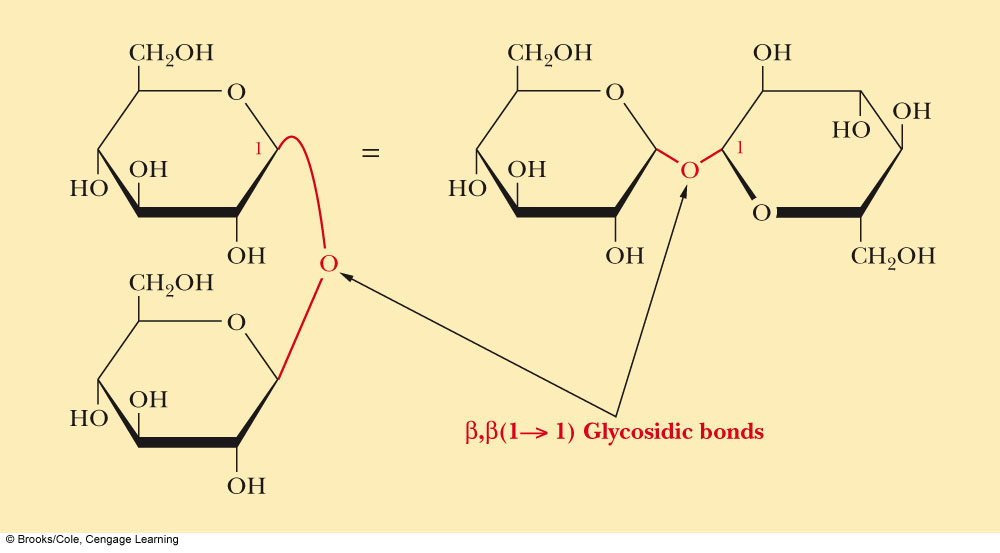 CH₂OH
O
1
HO
OH
OH
O
CH₂OH
O
HO
OH
OH
=
CH₂OH
O
HO
OH
OH
O
1
OH
HO
OH
O
CH₂OH
β,β(1→ 1) Glycosidic bonds
© Brooks/Cole, Cengage Learning